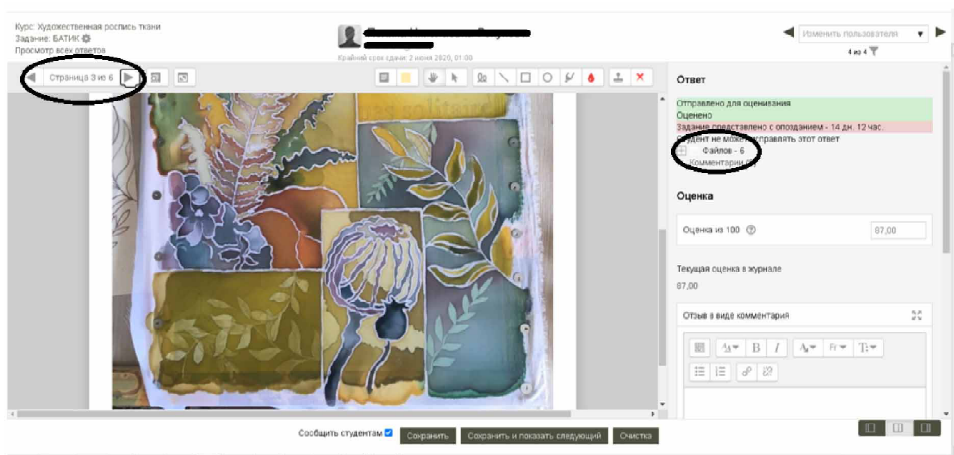 Курс: Художественная роспись ткани
Задание: БАТИК
Просмотр всех ответов
Крайний срок сдачи: 2 июня 2020, 01:00
Изменить пользователя
4 из 4
Страница 3 из 6
Ответ
Отправлено для оценивания
Оценено
Задание представлено с опозданием - 14 дн. 12 час.
Студент не может исправлять этот ответ
Файлов - 6
Комментарии
Оценка
Оценка из 100
87,00
Текущая оценка в журнале
87,00
Отзыв в виде комментария
B I
Сообщить студентам
Сохранить
Сохранить и показать следующий
Очистка